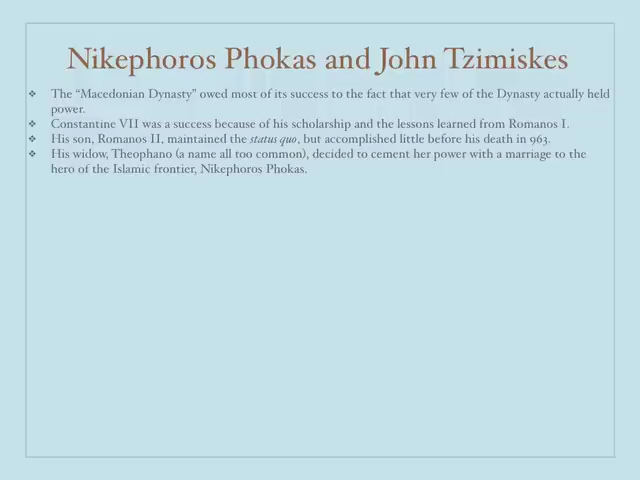 Nikephoros Phokas and John Tzimiskes
❖ The “Macedonian Dynasty” owed most of its success to the fact that very few of the Dynasty actually held
power.
❖ Constantine VII was a success because of his scholarship and the lessons learned from Romanos I.
❖ His son, Romanos II, maintained the status quo, but accomplished little before his death in 963.
❖ His widow, Theophano (a name all too common), decided to cement her power with a marriage to the
hero of the Islamic frontier, Nikephoros Phokas.